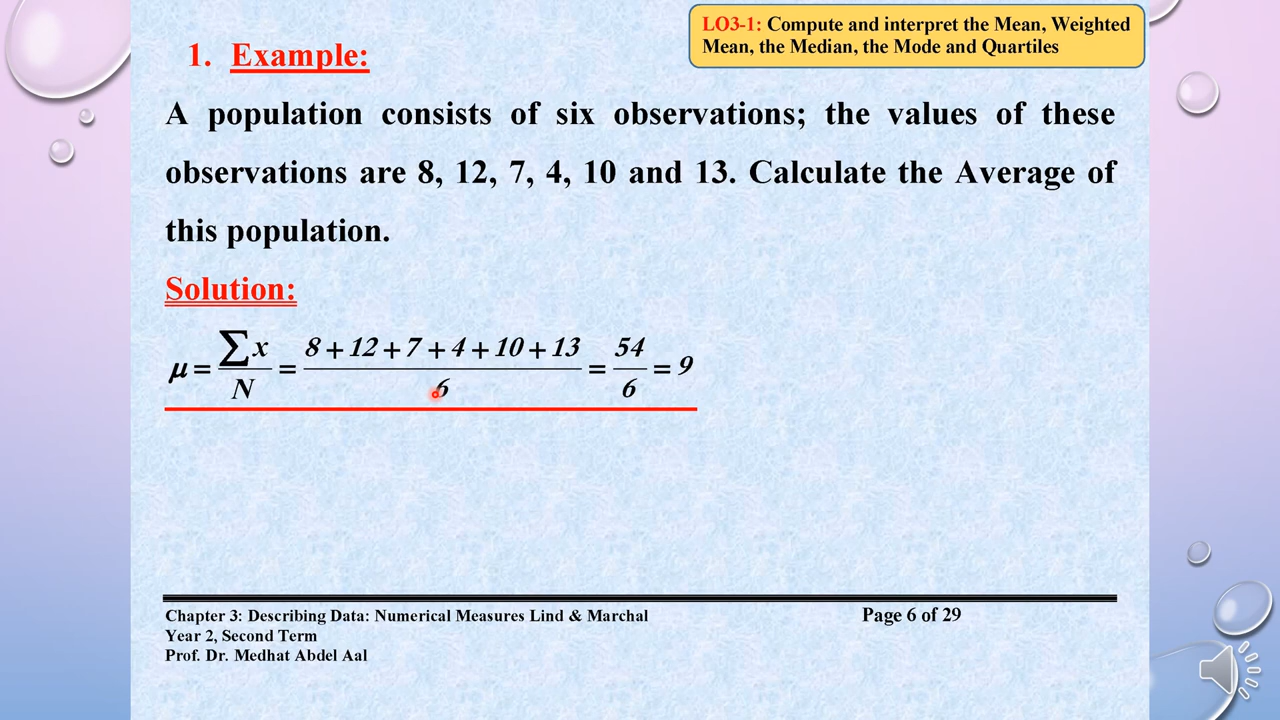 LO3-1: Compute and interpret the Mean, Weighted
Mean, the Median, the Mode and Quartiles
1. Example:
A population consists of six observations; the values of these
observations are 8, 12, 7, 4, 10 and 13. Calculate the Average of
this population.
Solution:
μ = ∑x / N = 8 + 12 + 7 + 4 + 10 + 13 / 6 = 54 / 6 = 9
Chapter 3: Describing Data: Numerical Measures Lind & Marchal
Page 6 of 29
Year 2, Second Term
Prof. Dr. Medhat Abdel Aal